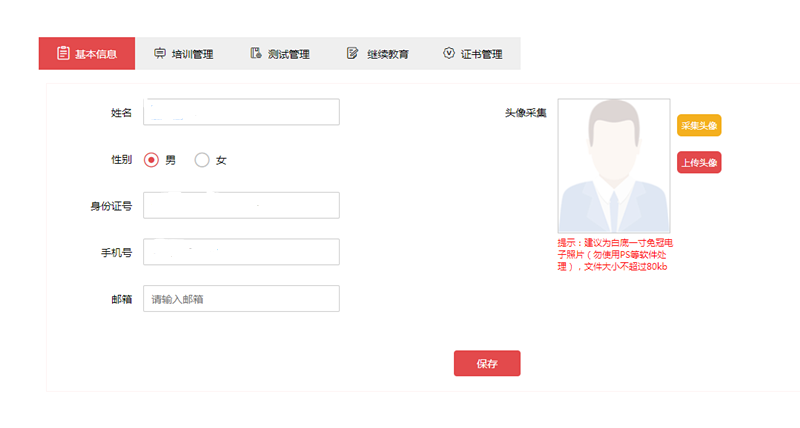 基本信息 培训管理 测试管理 继续教育 证书管理
姓名
头像采集
采集头像
性别 男 女
上传头像
身份证号
手机号
提示：建议为白底一寸免冠电
子照片（勿使用PS等软件处
理），文件大小不超过80kb
邮箱 请输入邮箱
保存